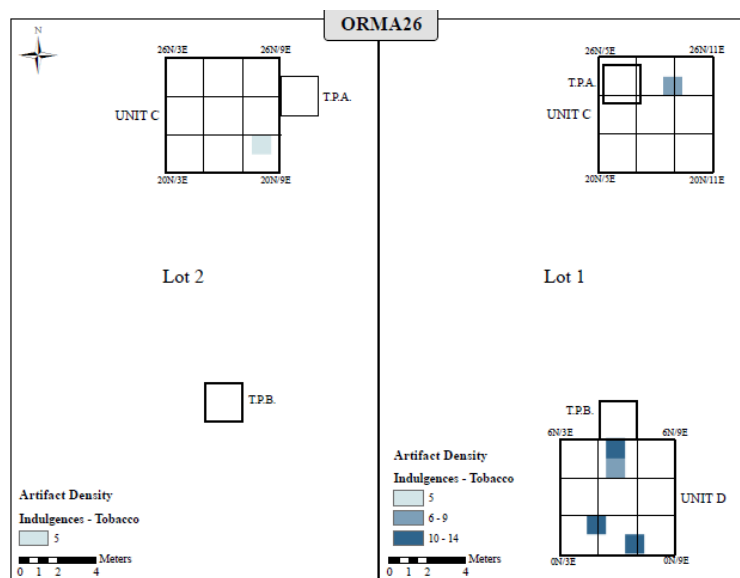 ORMA26
N
26N/3E 26N/9E
T.P.A.
UNIT C
20N/3E 20N/9E
Lot 2
T.P.B.
Artifact Density
Indulgences - Tobacco
5
Meters
0 1 2 4
26N/5E 26N/11E
T.P.A.
UNIT C
20N/5E 20N/11E
Lot 1
T.P.B.
6N/3E 6N/9E
UNIT D
0N/3E 0N/9E
Artifact Density
Indulgences - Tobacco
5
6 - 9
10 - 14
Meters
0 1 2 4